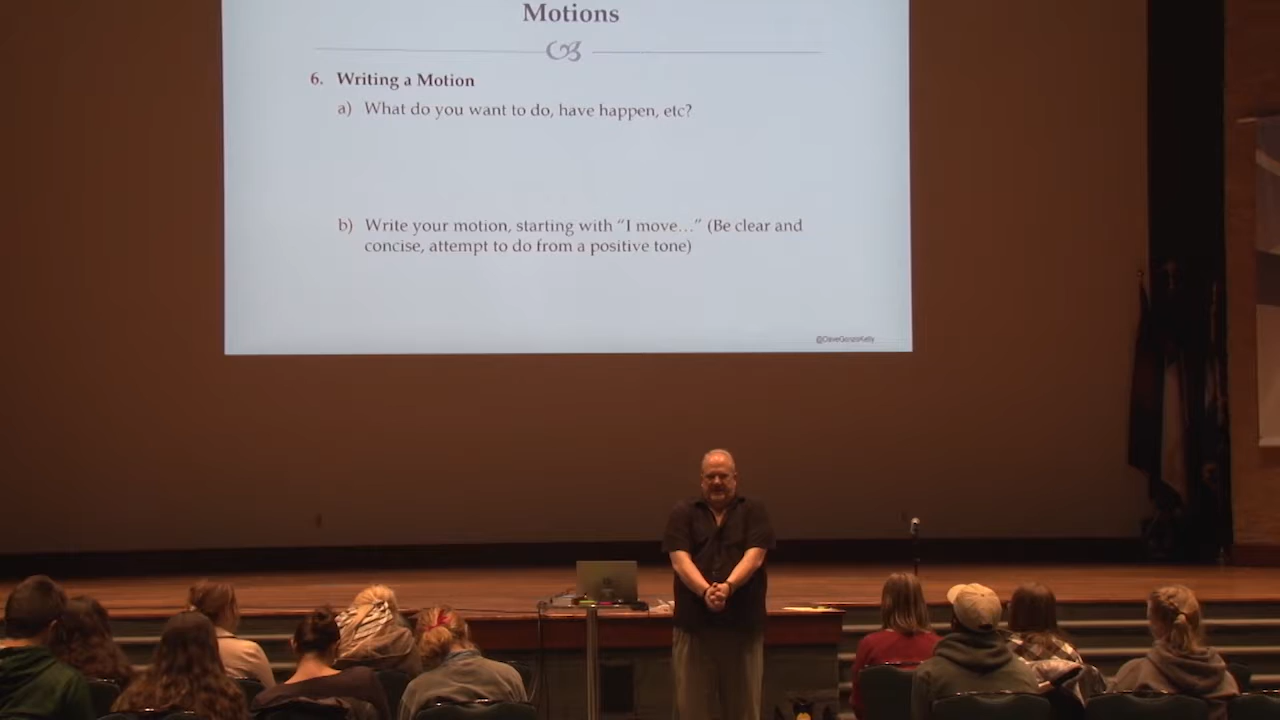 Motions
6. Writing a Motion
a) What do you want to do, have happen, etc?
b) Write your motion, starting with “I move…” (Be clear and
concise, attempt to do from a positive tone)
@DaveGonzoKelly